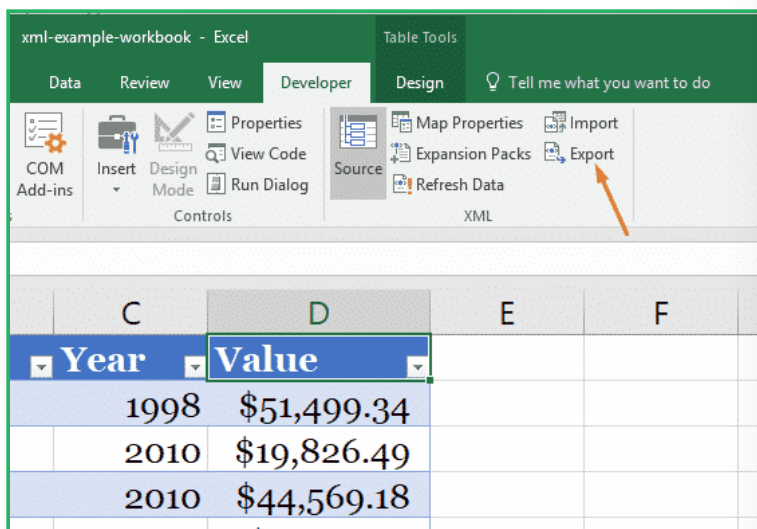 xml-example-workbook - Excel
Table Tools
Data Review View Developer Design Tell me what you want to do
Properties
Map Properties Import
View Code
Expansion Packs Export
COM Add-ins
Insert
Design Mode
Run Dialog
Source
Refresh Data
Controls
XML
C D E F
Year Value
1998 $51,499.34
2010 $19,826.49
2010 $44,569.18